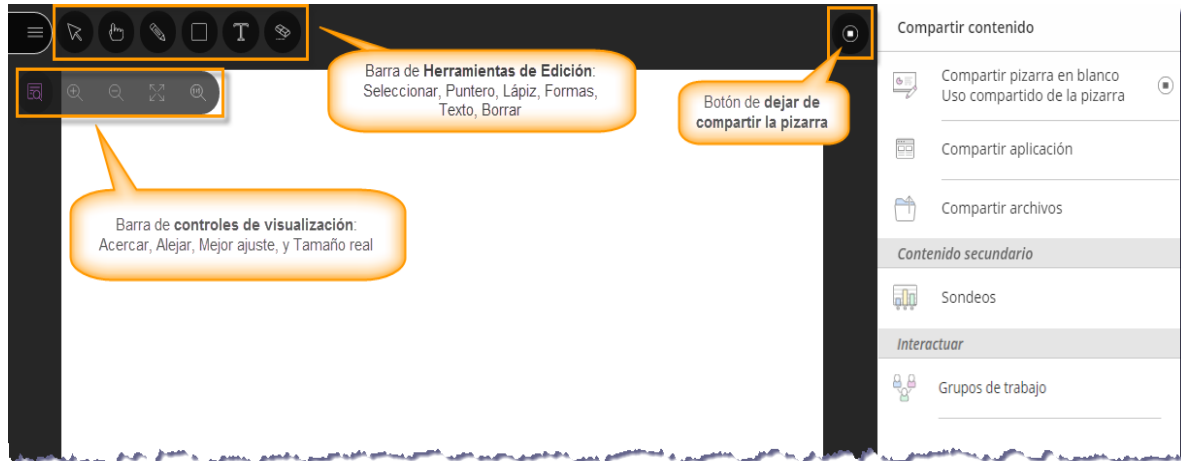 T
Barra de Herramientas de Edición:
Seleccionar, Puntero, Lápiz, Formas,
Texto, Borrar
Botón de dejar de
compartir la pizarra
Barra de controles de visualización:
Acercar, Alejar, Mejor ajuste, y Tamaño real
Compartir contenido
Compartir pizarra en blanco
Uso compartido de la pizarra
Compartir aplicación
Compartir archivos
Contenido secundario
Sondeos
Interactuar
Grupos de trabajo